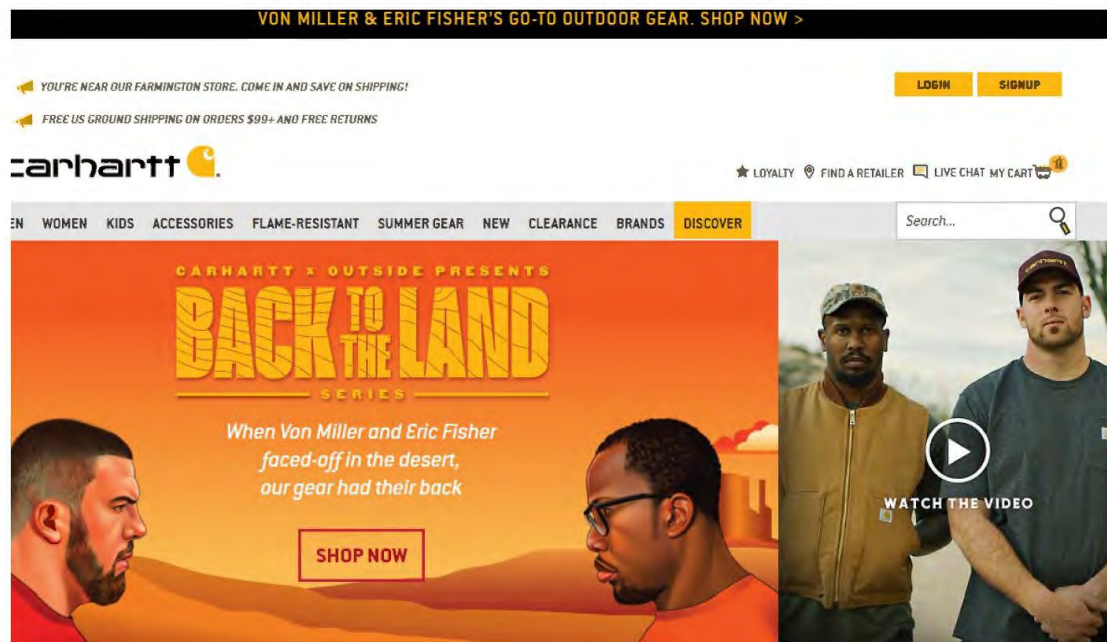 VON MILLER & ERIC FISHER'S GO-TO OUTDOOR GEAR. SHOP NOW >
YOU'RE NEAR OUR FARMINGTON STORE. COME IN AND SAVE ON SHIPPING!
LOGIN
SIGNUP
FREE US GROUND SHIPPING ON ORDERS $99+ AND FREE RETURNS
carhartt
LOYALTY
FIND A RETAILER
LIVE CHAT
MY CART
EN
WOMEN
KIDS
ACCESSORIES
FLAME-RESISTANT
SUMMER GEAR
NEW
CLEARANCE
BRANDS
DISCOVER
Search...
CARHARTT x OUTSIDE PRESENTS
BACK TO THE LAND
SERIES
When Von Miller and Eric Fisher
faced-off in the desert,
our gear had their back
SHOP NOW
carhartt
WATCH THE VIDEO